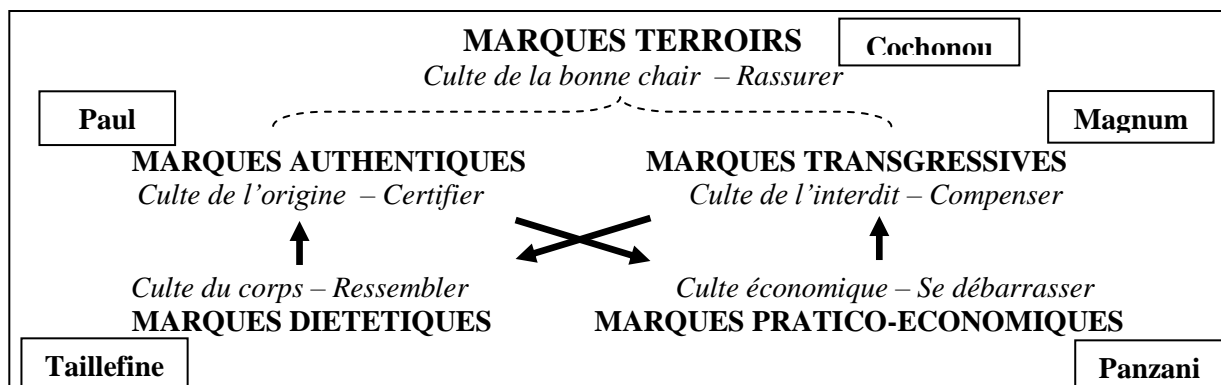 MARQUES TERROIRS
Cochonou
Culte de la bonne chair – Rassurer
Paul
Magnum
MARQUES AUTHENTIQUES
MARQUES TRANSGRESSIVES
Culte de l’origine – Certifier
Culte de l’interdit – Compenser
Culte du corps – Ressembler
Culte économique – Se débarrasser
MARQUES DIETETIQUES
MARQUES PRATICO-ECONOMIQUES
Taillefine
Panzani